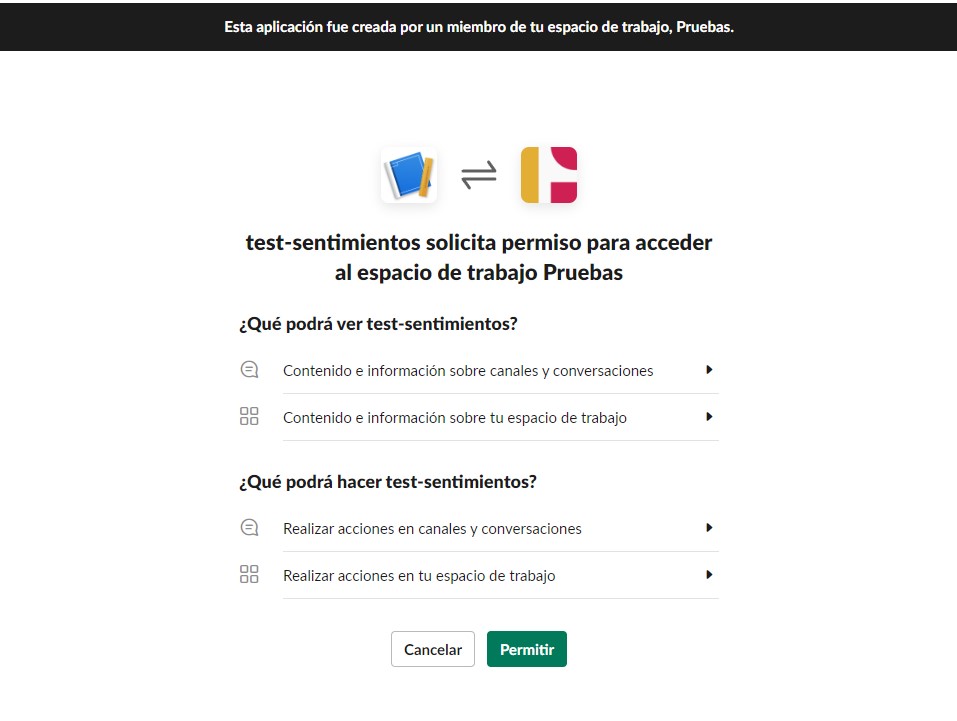 Esta aplicación fue creada por un miembro de tu espacio de trabajo, Pruebas.
test-sentimientos solicita permiso para acceder
al espacio de trabajo Pruebas
¿Qué podrá ver test-sentimientos?
Contenido e información sobre canales y conversaciones
Contenido e información sobre tu espacio de trabajo
¿Qué podrá hacer test-sentimientos?
Realizar acciones en canales y conversaciones
Realizar acciones en tu espacio de trabajo
Cancelar
Permitir